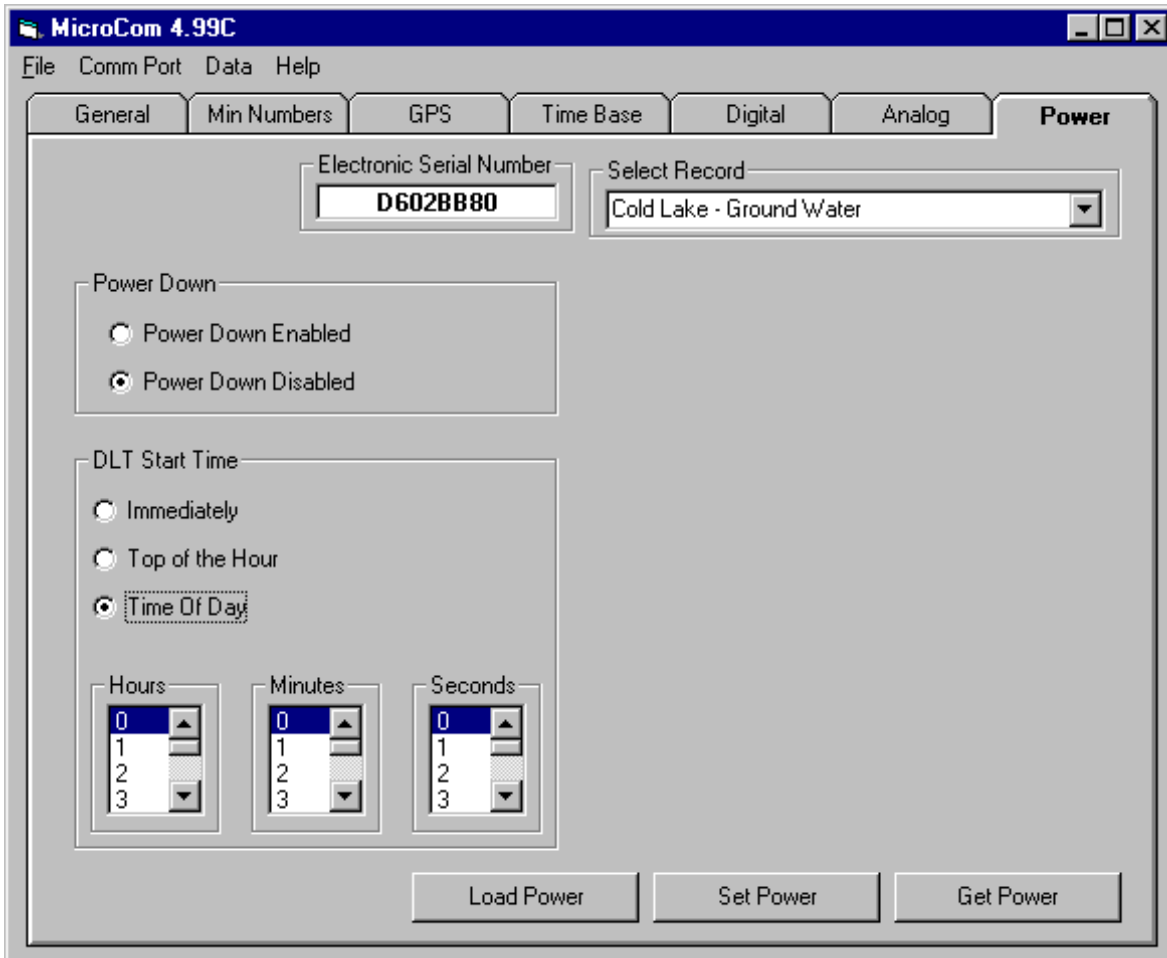 MicroCom 4.99C
File Comm Port Data Help
General Min Numbers GPS Time Base Digital Analog Power
Electronic Serial Number
D602BB80
Select Record
Cold Lake - Ground Water
Power Down
Power Down Enabled
Power Down Disabled
DLT Start Time
Immediately
Top of the Hour
Time Of Day
Hours Minutes Seconds
0 0 0
1 1 1
2 2 2
3 3 3
Load Power Set Power Get Power